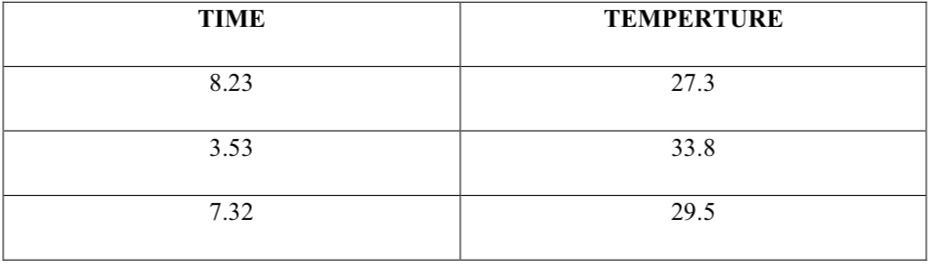 TIME TEMPERTURE
8.23 27.3
3.53 33.8
7.32 29.5